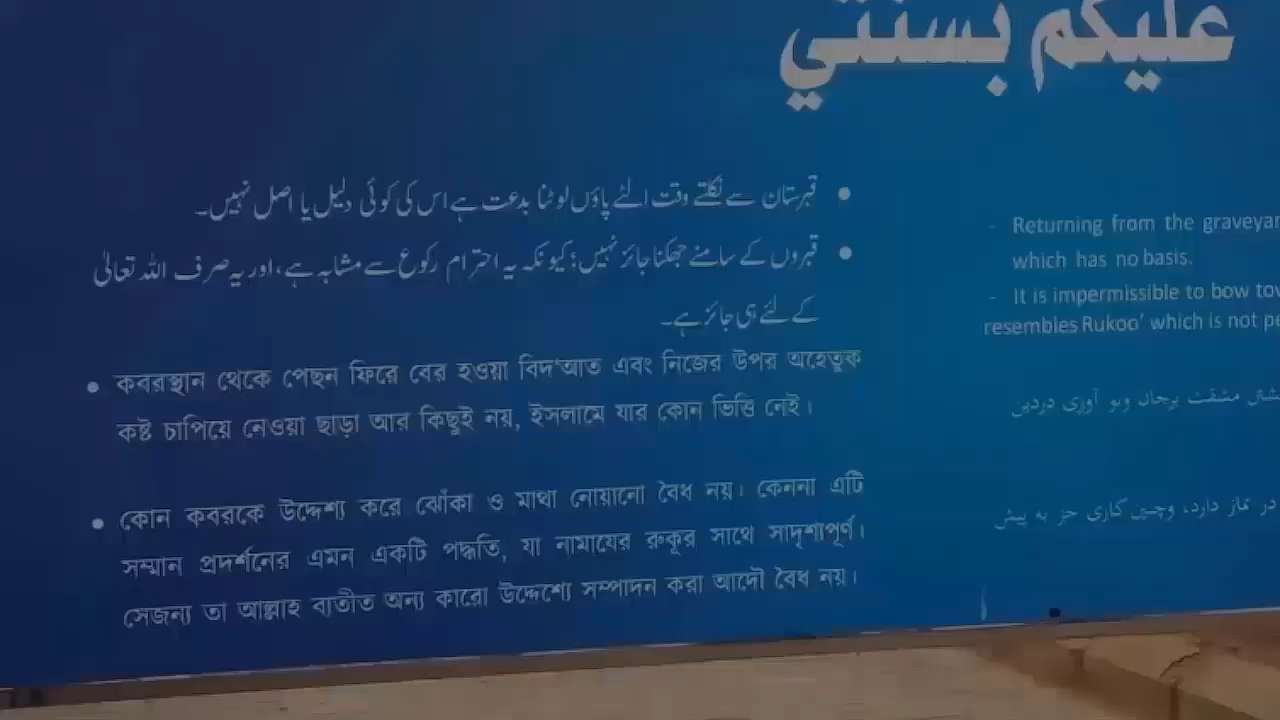 عليكم بسنتي
قبرستان سے نکلتے وقت الٹے پاؤں لوٹنا بدعت ہے اس کی کوئی دلیل یا اصل نہیں۔
قبروں کے سامنے جھکنا جائز نہیں؛ کیونکہ یہ احترام رکوع سے مشابہ ہے، اور یہ صرف اللہ تعالیٰ
کے لئے ہی جائز ہے۔
কবরস্থান থেকে পেছন ফিরে বের হওয়া বিদ'আত এবং নিজের উপর অহেতুক
কষ্ট চাপিয়ে নেওয়া ছাড়া আর কিছুই নয়, ইসলামে যার কোন ভিত্তি নেই।
কোন কবরকে উদ্দেশ্য করে ঝোঁকা ও মাথা নোয়ানো বৈধ নয়। কেননা এটি
সম্মান প্রদর্শনের এমন একটি পদ্ধতি, যা নামাযের রুকূর সাথে সাদৃশ্যপূর্ণ।
সেজন্য তা আল্লাহ ব্যতীত অন্য কারো উদ্দেশ্যে সম্পাদন করা আদৌ বৈধ নয়।
- Returning from the graveyar
which has no basis.
- It is impermissible to bow tow
resembles Rukoo' which is not pe
مشقت
در نماز دارد، وچنین کاری جز به پیش